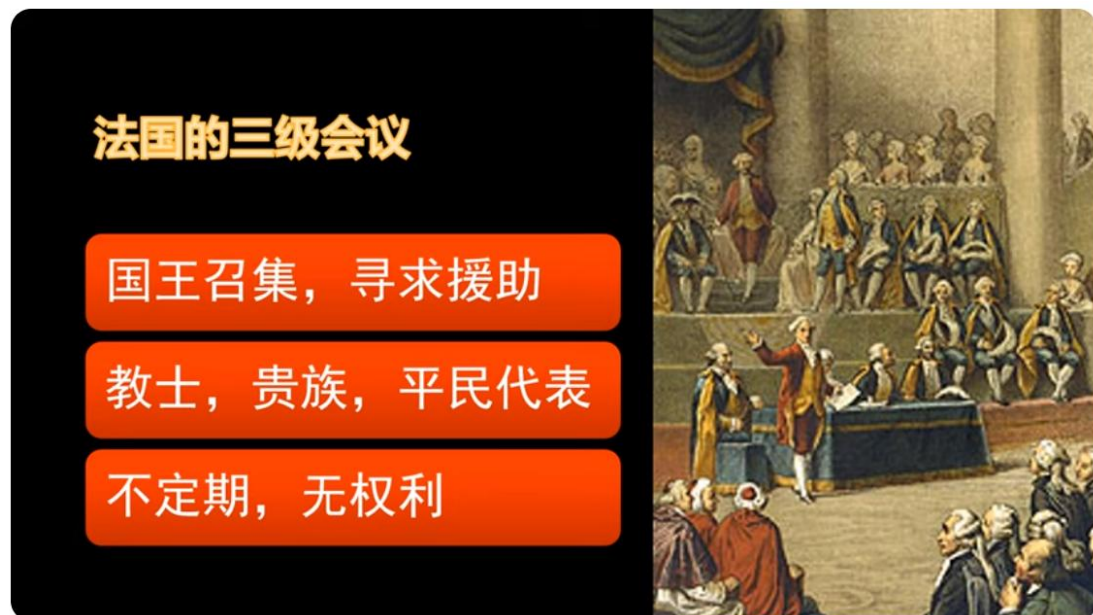 法国的三级会议
国王召集，寻求援助
教士，贵族，平民代表
不定期，无权利